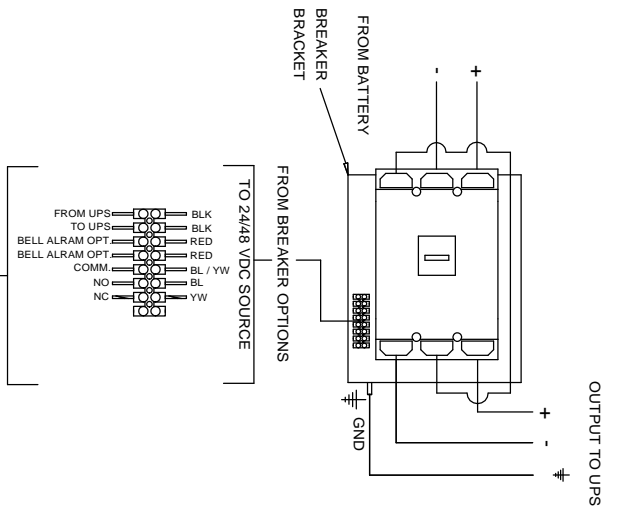 FROM BATTERY
BREAKER
BRACKET
-
+
OUTPUT TO UPS
+
-
GND
FROM BREAKER OPTIONS
TO 24/48 VDC SOURCE
FROM UPS BLK
TO UPS BLK
BELL ALRAM OPT. RED
BELL ALRAM OPT. RED
COMM. BL / YW
NO BL
NC YW